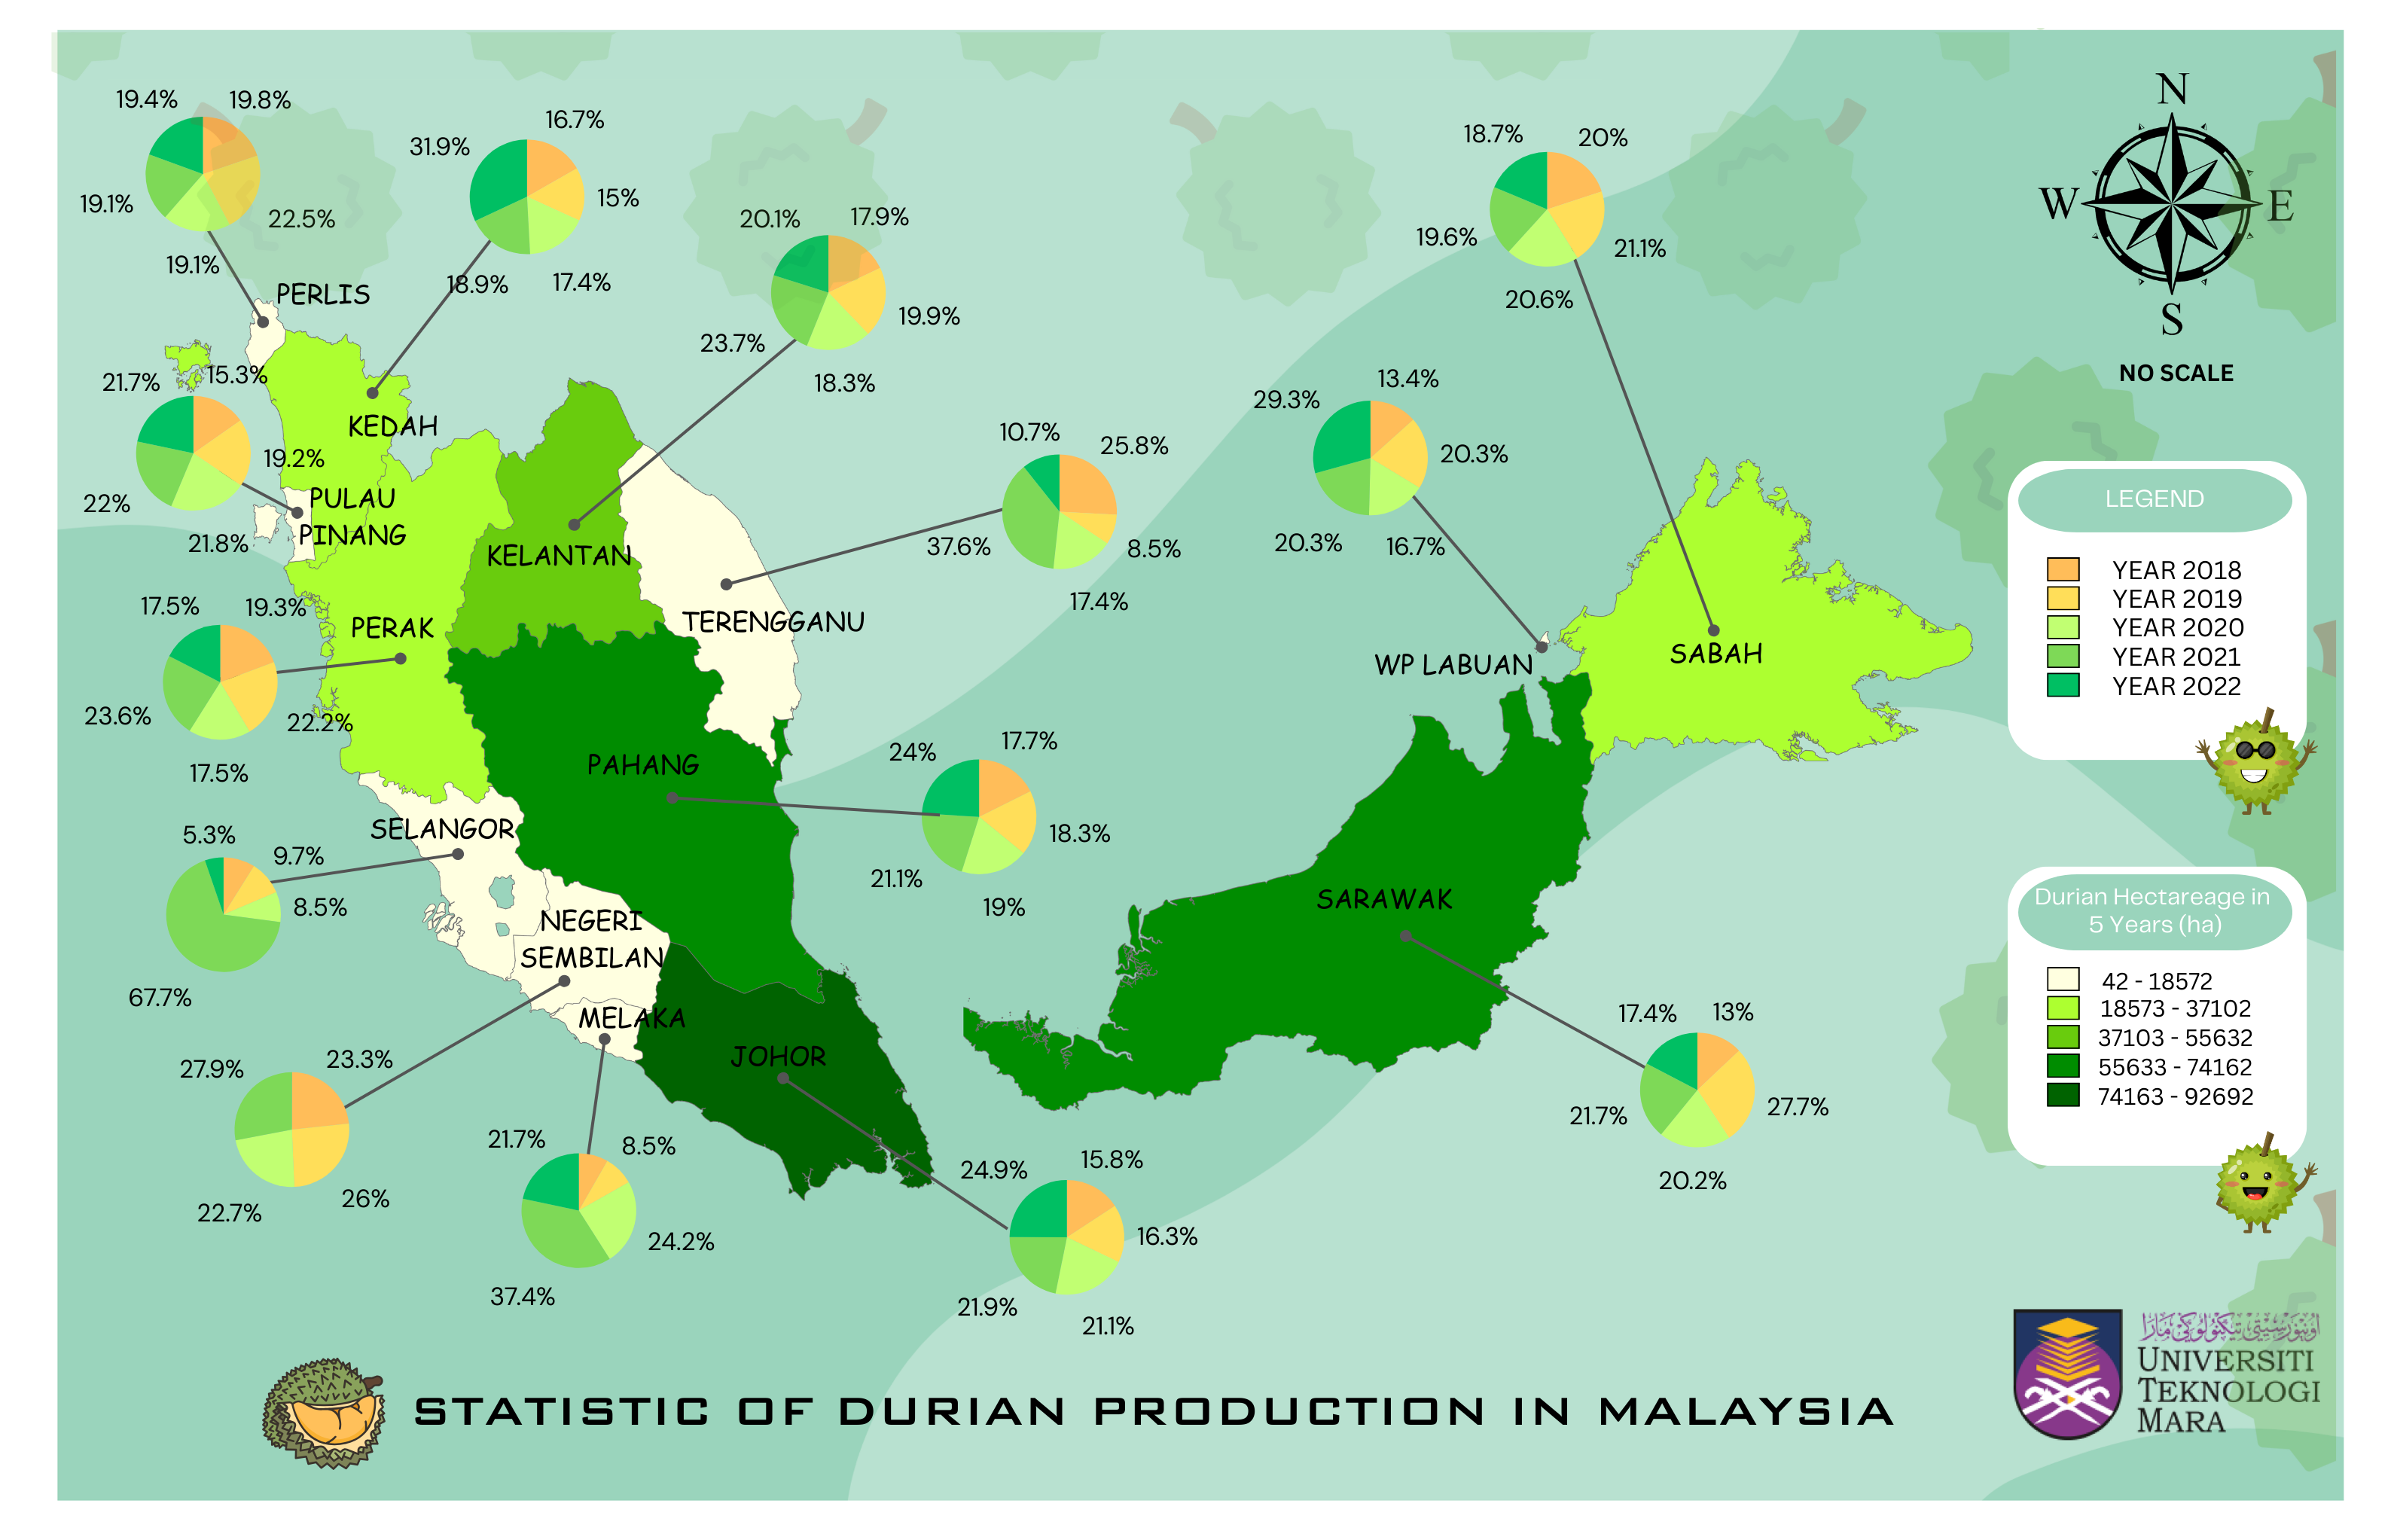 19.4%
19.8%
22.5%
19.1%
19.1%
31.9%
16.7%
15%
17.4%
18.9%
20.1%
17.9%
19.9%
18.3%
23.7%
18.7%
20%
21.1%
20.6%
19.6%
N
W
E
S
NO SCALE
PERLIS
21.7%
15.3%
19.2%
21.8%
22%
KEDAH
PULAU
PINANG
KELANTAN
10.7%
25.8%
8.5%
17.4%
37.6%
TERENGGANU
29.3%
13.4%
20.3%
16.7%
20.3%
WP LABUAN
SABAH
LEGEND
YEAR 2018
YEAR 2019
YEAR 2020
YEAR 2021
YEAR 2022
17.5%
19.3%
22.2%
17.5%
23.6%
PERAK
PAHANG
24%
17.7%
18.3%
19%
21.1%
SELANGOR
5.3%
9.7%
8.5%
67.7%
NEGERI
SEMBILAN
MELAKA
JOHOR
SARAWAK
Durian Hectareage in
5 Years (ha)
42 - 18572
18573 - 37102
37103 - 55632
55633 - 74162
74163 - 92692
17.4%
13%
27.7%
20.2%
21.7%
27.9%
23.3%
26%
22.7%
21.7%
8.5%
24.2%
37.4%
24.9%
15.8%
16.3%
21.1%
21.9%
STATISTIC OF DURIAN PRODUCTION IN MALAYSIA
اونيۏرسيتي تيكنولوڬي مارا
UNIVERSITI
TEKNOLOGI
MARA